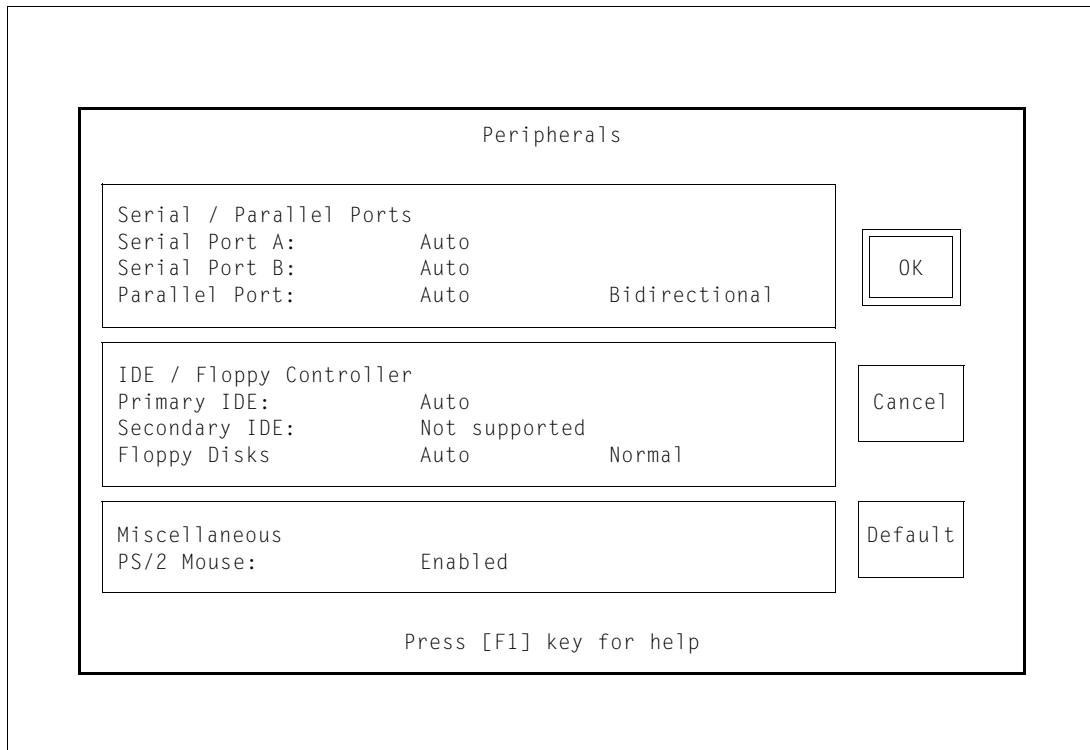 Peripherals
Serial / Parallel Ports
Serial Port A: Auto
Serial Port B: Auto
Parallel Port: Auto Bidirectional
OK
IDE / Floppy Controller
Primary IDE: Auto
Secondary IDE: Not supported
Floppy Disks Auto Normal
Cancel
Miscellaneous
PS/2 Mouse: Enabled
Default
Press [F1] key for help